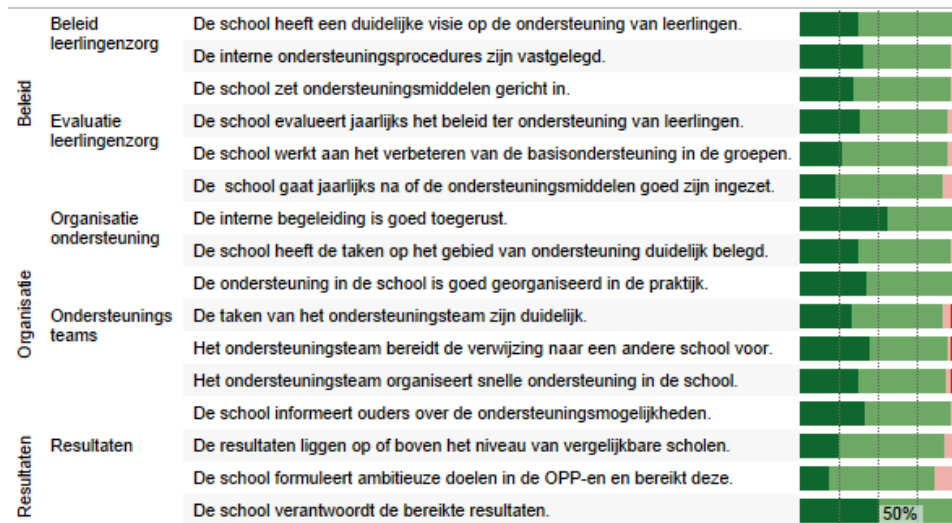 Beleid
Beleid
leerlingenzorg
De school heeft een duidelijke visie op de ondersteuning van leerlingen.
De interne ondersteuningsprocedures zijn vastgelegd.
De school zet ondersteuningsmiddelen gericht in.
Evaluatie
leerlingenzorg
De school evalueert jaarlijks het beleid ter ondersteuning van leerlingen.
De school werkt aan het verbeteren van de basisondersteuning in de groepen.
De school gaat jaarlijks na of de ondersteuningsmiddelen goed zijn ingezet.
Organisatie
Organisatie
ondersteuning
De interne begeleiding is goed toegerust.
De school heeft de taken op het gebied van ondersteuning duidelijk belegd.
De ondersteuning in de school is goed georganiseerd in de praktijk.
Ondersteunings
teams
De taken van het ondersteuningsteam zijn duidelijk.
Het ondersteuningsteam bereidt de verwijzing naar een andere school voor.
Het ondersteuningsteam organiseert snelle ondersteuning in de school.
De school informeert ouders over de ondersteuningsmogelijkheden.
Resultaten
Resultaten
De resultaten liggen op of boven het niveau van vergelijkbare scholen.
De school formuleert ambitieuze doelen in de OPP-en en bereikt deze.
De school verantwoordt de bereikte resultaten.
50%